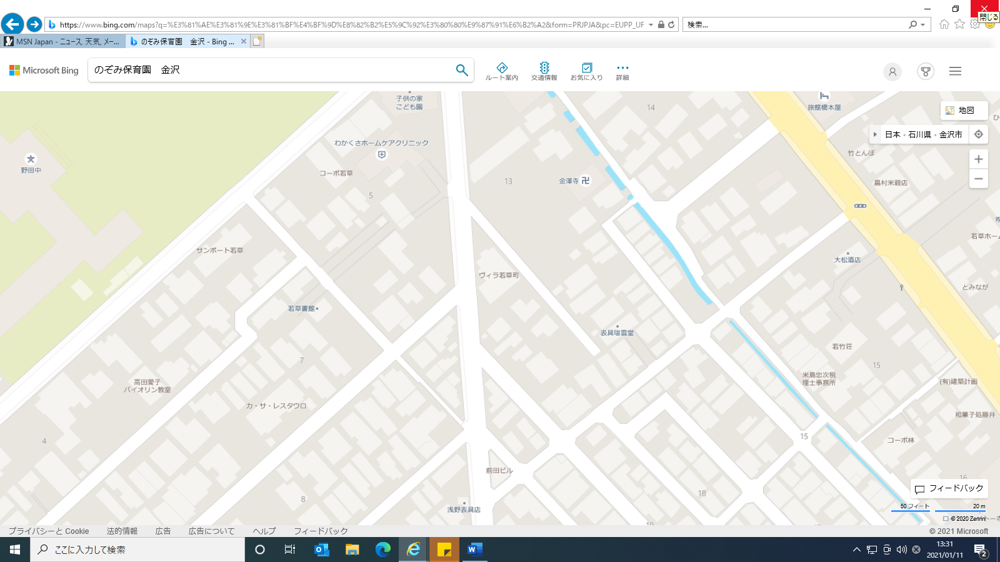 閉じる
https://www.bing.com/maps?q=%E3%81%AE%E3%81%9E%E3%81%BF%E4%BF%9D%E8%82%B2%E5%9C%92%E3%80%80%E9%87%91%E6%B2%A2&form=PRJPJA&pc=EUPP_UF
検索...
MSN Japan - ニュース, 天気, メー...
のぞみ保育園　金沢 - Bing ...
Microsoft Bing
のぞみ保育園　金沢
ルート案内
交通情報
お気に入り
詳細
子供の家
こども園
14
旅館橋本屋
地図
ひ
日本 • 石川県 • 金沢市
わかくさホームケアクリニック
竹とんぼ
野田中
コーポ若草
金澤寺
13
畠村米穀店
5
喫
若草ホーム
サンポート若草
大松酒店
ヴィラ若草町
とみなが
若草書館
表具瑞雲堂
若竹荘
15
7
米島忠次税
理士事務所
高田愛子
バイオリン教室
(有)建築計画
カ・サ・レスタウロ
和菓子処藤井
4
15
コーポ林
前田ビル
16
フィードバック
18
8
浅野表具店
50 フィート
20 m
© 2020 Zenrin
19
プライバシーと Cookie
法的情報
広告
広告について
ヘルプ
フィードバック
© 2021 Microsoft
ここに入力して検索
13:31
2021/01/11
2